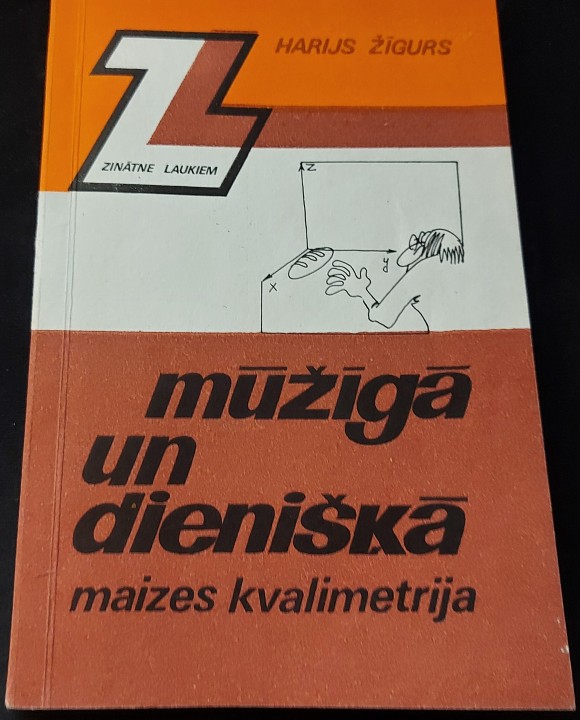 HARIJS ŽĪGURS
ZINĀTNE LAUKIEM
z
x
y
mūžīgā
un
dienišķā
maizes kvalimetrija